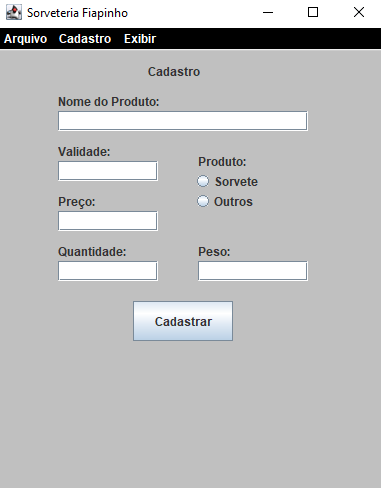 Sorveteria Fiapinho
Arquivo Cadastro Exibir
Cadastro
Nome do Produto:
Validade:
Produto:
Sorvete
Preço:
Outros
Quantidade: Peso:
Cadastrar